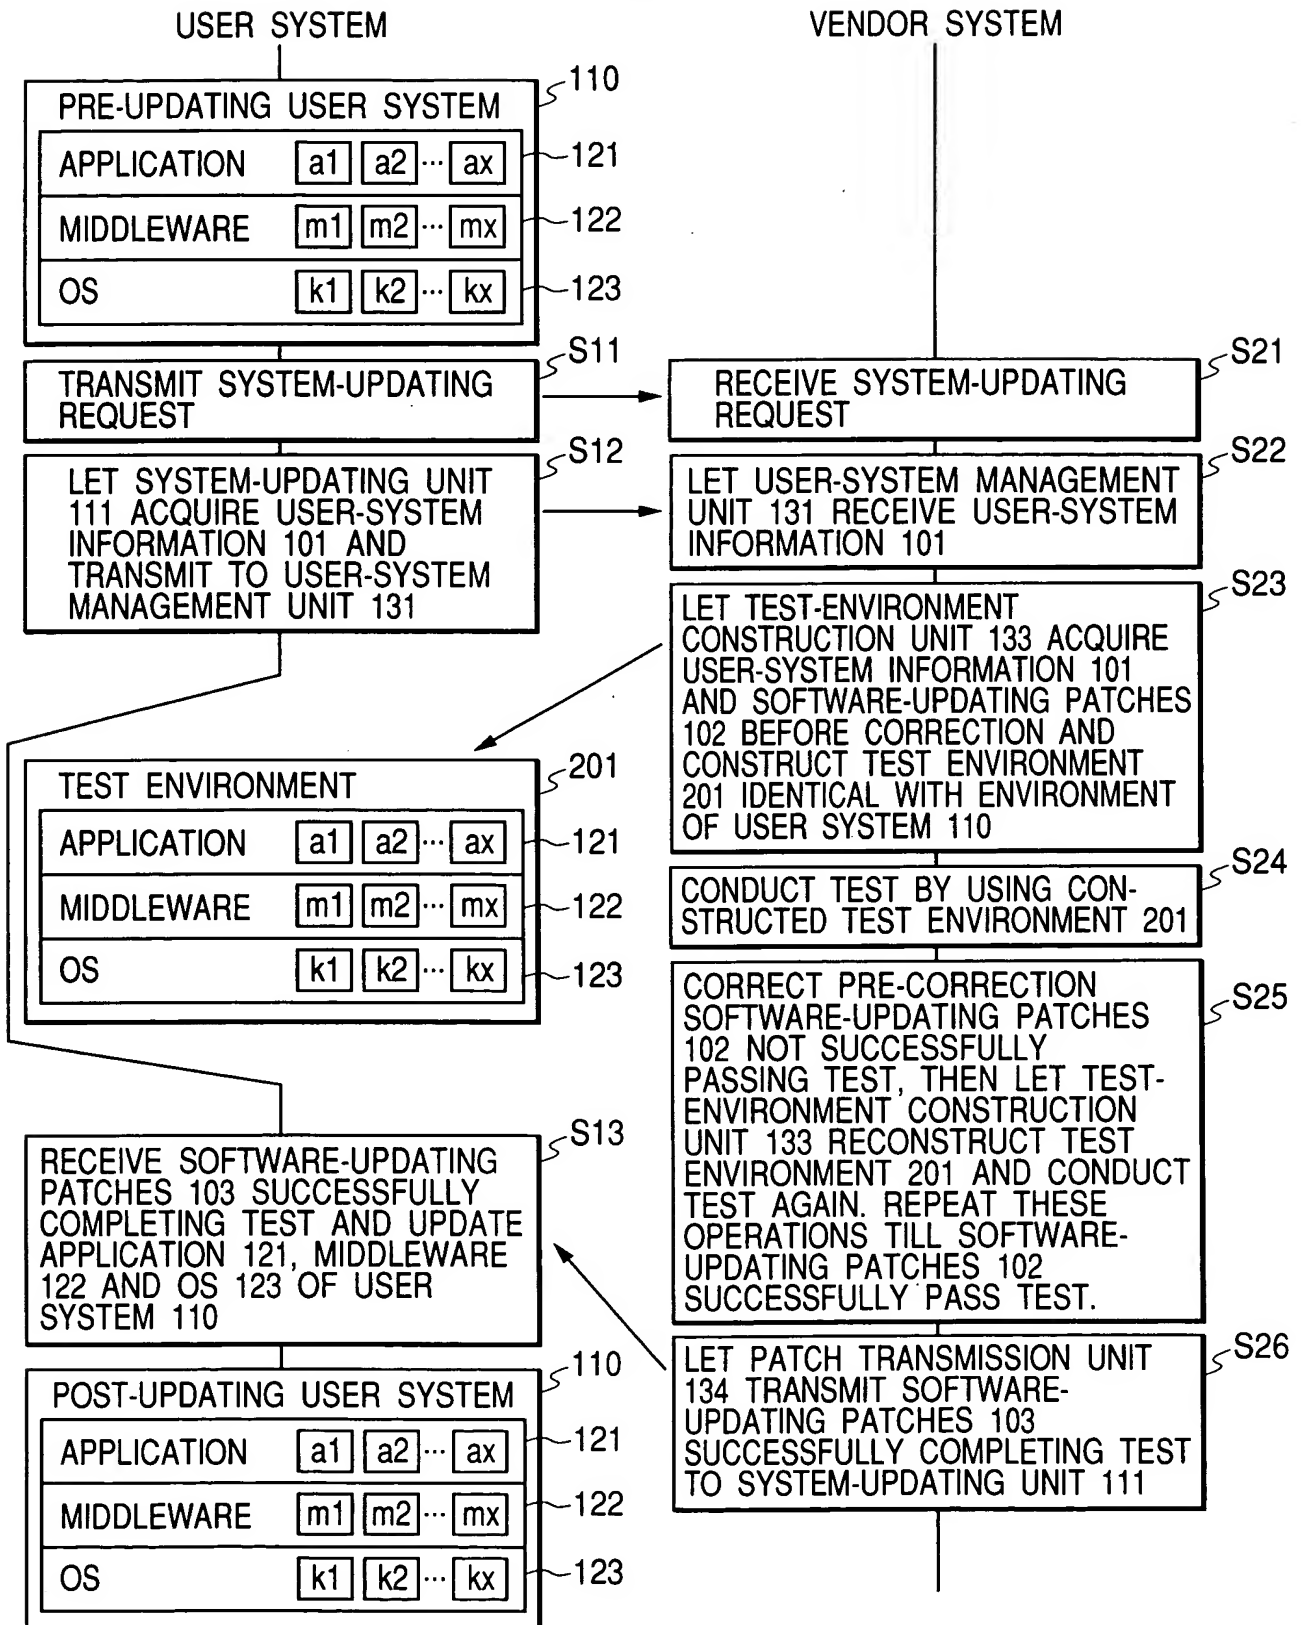 USER SYSTEM
VENDOR SYSTEM
110
PRE-UPDATING USER SYSTEM
APPLICATION a1 a2 ... ax 121
MIDDLEWARE m1 m2 ... mx 122
OS k1 k2 ... kx 123
S11
TRANSMIT SYSTEM-UPDATING
REQUEST
S21
RECEIVE SYSTEM-UPDATING
REQUEST
S12
LET SYSTEM-UPDATING UNIT
111 ACQUIRE USER-SYSTEM
INFORMATION 101 AND
TRANSMIT TO USER-SYSTEM
MANAGEMENT UNIT 131
S22
LET USER-SYSTEM MANAGEMENT
UNIT 131 RECEIVE USER-SYSTEM
INFORMATION 101
S23
LET TEST-ENVIRONMENT
CONSTRUCTION UNIT 133 ACQUIRE
USER-SYSTEM INFORMATION 101
AND SOFTWARE-UPDATING PATCHES
102 BEFORE CORRECTION AND
CONSTRUCT TEST ENVIRONMENT
201 IDENTICAL WITH ENVIRONMENT
OF USER SYSTEM 110
201
TEST ENVIRONMENT
APPLICATION a1 a2 ... ax 121
MIDDLEWARE m1 m2 ... mx 122
OS k1 k2 ... kx 123
S24
CONDUCT TEST BY USING CON-
STRUCTED TEST ENVIRONMENT 201
S25
CORRECT PRE-CORRECTION
SOFTWARE-UPDATING PATCHES
102 NOT SUCCESSFULLY
PASSING TEST, THEN LET TEST-
ENVIRONMENT CONSTRUCTION
UNIT 133 RECONSTRUCT TEST
ENVIRONMENT 201 AND CONDUCT
TEST AGAIN. REPEAT THESE
OPERATIONS TILL SOFTWARE-
UPDATING PATCHES 102
SUCCESSFULLY PASS TEST.
S13
RECEIVE SOFTWARE-UPDATING
PATCHES 103 SUCCESSFULLY
COMPLETING TEST AND UPDATE
APPLICATION 121, MIDDLEWARE
122 AND OS 123 OF USER
SYSTEM 110
S26
LET PATCH TRANSMISSION UNIT
134 TRANSMIT SOFTWARE-
UPDATING PATCHES 103
SUCCESSFULLY COMPLETING TEST
TO SYSTEM-UPDATING UNIT 111
110
POST-UPDATING USER SYSTEM
APPLICATION a1 a2 ... ax 121
MIDDLEWARE m1 m2 ... mx 122
OS k1 k2 ... kx 123